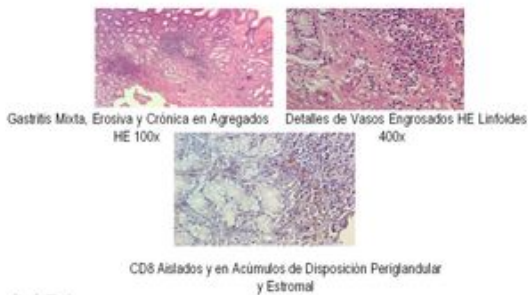 Gastritis Mixta, Erosiva y Crónica en Agregados
HE 100x
Detalles de Vasos Engrosados HE Linfoides
400x
CD8 Aislados y en Acúmulos de Disposición Periglandular
y Estromal